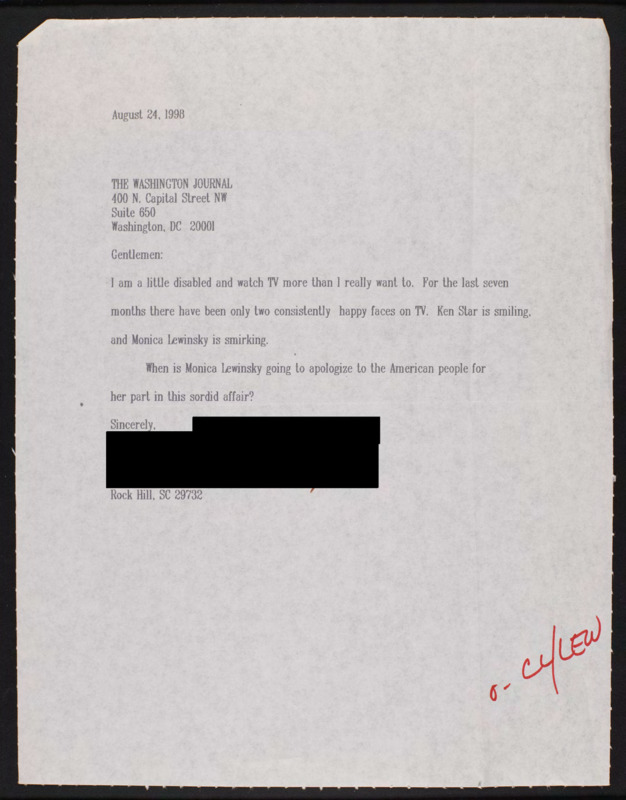 August 24, 1998
THE WASHINGTON JOURNAL
400 N. Capital Street NW
Suite 650
Washington, DC 20001
Gentlemen:
I am a little disabled and watch TV more than I really want to. For the last seven
months there have been only two consistently happy faces on TV. Ken Star is smiling,
and Monica Lewinsky is smirking.
When is Monica Lewinsky going to apologize to the American people for
her part in this sordid affair?
Sincerely,
Rock Hill, SC 29732
o- CL/LEW